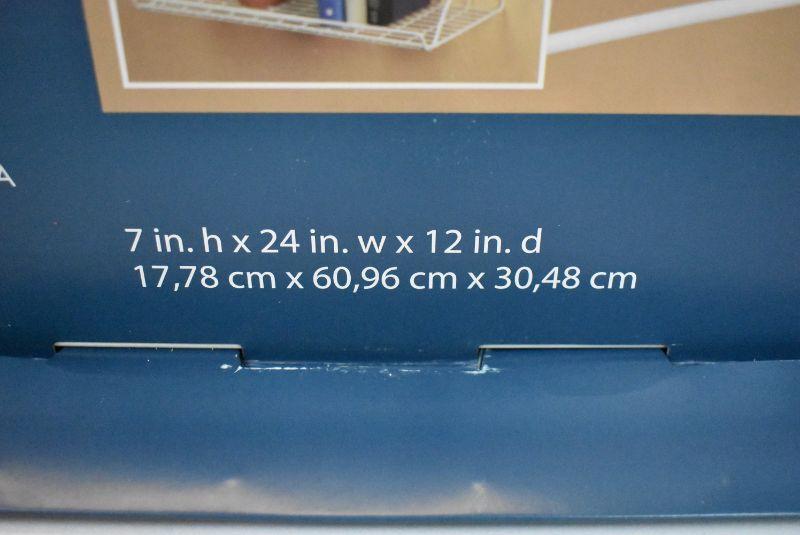 A
7 in. h x 24 in. w x 12 in. d
17,78 cm x 60,96 cm x 30,48 cm